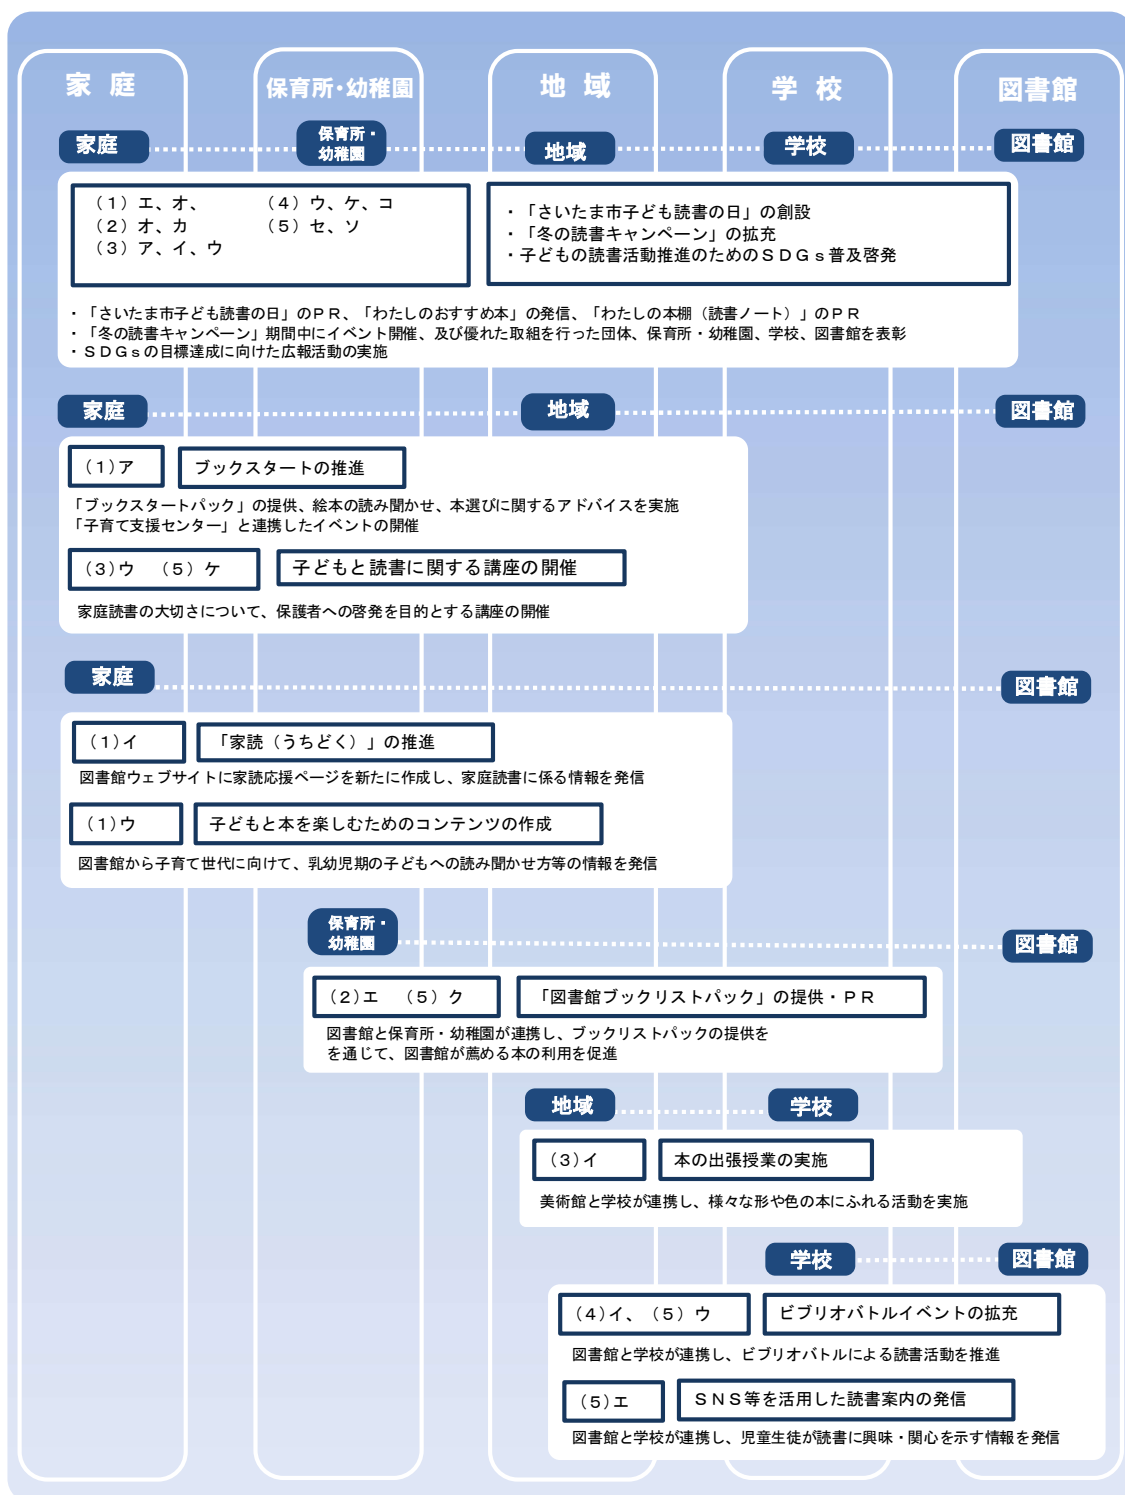 家 庭
保育所・幼稚園
地 域
学 校
図書館
家庭
保育所・
幼稚園
地域
学校
図書館
（１）エ、オ、　（４）ウ、ケ、コ
（２）オ、カ　（５）セ、ソ
（３）ア、イ、ウ
・「さいたま市子ども読書の日」の創設
・「冬の読書キャンペーン」の拡充
・子どもの読書活動推進のためのＳＤＧｓ普及啓発
・「さいたま市子ども読書の日」のＰＲ、「わたしのおすすめ本」の発信、「わたしの本棚（読書ノート）」のＰＲ
・「冬の読書キャンペーン」期間中にイベント開催、及び優れた取組を行った団体、保育所・幼稚園、学校、図書館を表彰
・ＳＤＧｓの目標達成に向けた広報活動の実施
家庭
地域
図書館
（１）ア
ブックスタートの推進
「ブックスタートパック」の提供、絵本の読み聞かせ、本選びに関するアドバイスを実施
「子育て支援センター」と連携したイベントの開催
（３）ウ　（５）ケ
子どもと読書に関する講座の開催
家庭読書の大切さについて、保護者への啓発を目的とする講座の開催
家庭
図書館
（１）イ
「家読（うちどく）」の推進
図書館ウェブサイトに家読応援ページを新たに作成し、家庭読書に係る情報を発信
（１）ウ
子どもと本を楽しむためのコンテンツの作成
図書館から子育て世代に向けて、乳幼児期の子どもへの読み聞かせ方等の情報を発信
保育所・
幼稚園
図書館
（２）エ　（５）ク
「図書館ブックリストパック」の提供・ＰＲ
図書館と保育所・幼稚園が連携し、ブックリストパックの提供を
を通じて、図書館が薦める本の利用を促進
地域
学校
（３）イ
本の出張授業の実施
美術館と学校が連携し、様々な形や色の本にふれる活動を実施
学校
図書館
（４）イ、（５）ウ
ビブリオバトルイベントの拡充
図書館と学校が連携し、ビブリオバトルによる読書活動を推進
（５）エ
ＳＮＳ等を活用した読書案内の発信
図書館と学校が連携し、児童生徒が読書に興味・関心を示す情報を発信